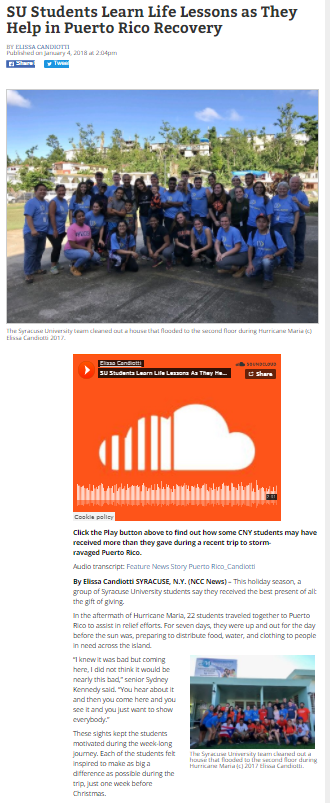 SU Students Learn Life Lessons as They
Help in Puerto Rico Recovery
BY ELISSA CANDIOTTI
Published on January 4, 2018 at 2:04pm
Share
Tweet
The Syracuse University team cleaned out a house that flooded to the second floor during Hurricane Maria (c)
Elissa Candiotti 2017.
Elissa Candiotti
SOUNDCLOUD
SU Students Learn Life Lessons As They He...
Share
Cookie policy
Click the Play button above to find out how some CNY students may
have received more than they gave during a recent trip to storm-
ravaged Puerto Rico.
Audio transcript: Feature News Story Puerto Rico_Candiotti
By Elissa Candiotti SYRACUSE, N.Y. (NCC News) – This holiday season, a
group of Syracuse University students say they received the best present of all:
the gift of giving.
In the aftermath of Hurricane Maria, 22 students traveled together to Puerto
Rico to assist in relief efforts. For seven days, they were up and out for the day
before the sun was, preparing to distribute food, water, and clothing to people
in need across the island.
"I knew it was bad but coming
here, I did not think it would be
nearly this bad," senior Sydney
Kennedy said. "You hear about it
and then you come here and you
see it and you just want to show
everybody."
These sights kept the students
motivated during the week-long
journey. Each of the students felt
inspired to make as big a
difference as possible during the
trip, just one week before
Christmas.
The Syracuse University team cleaned out a
house that flooded to the second floor during
Hurricane Maria (c) 2017 Elissa Candiotti.